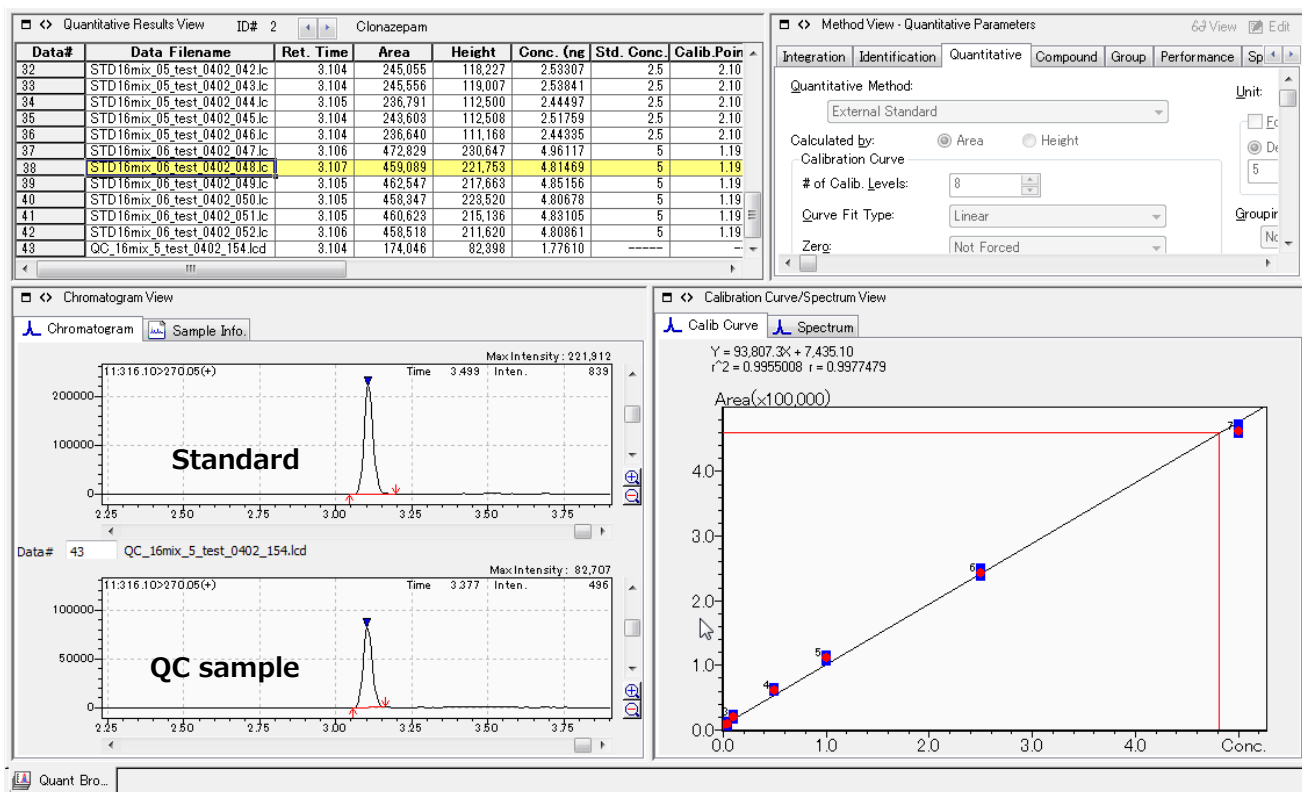 Quantitative Results View ID# 2 Clonazepam
Data# Data Filename Ret. Time Area Height Conc. (ng Std. Conc. Calib.Poin
32 STD16mix_05_test_0402_042.lc 3.104 245,055 118,227 2.53307 2.5 2.10
33 STD16mix_05_test_0402_043.lc 3.104 245,556 119,007 2.53841 2.5 2.10
34 STD16mix_05_test_0402_044.lc 3.105 236,791 112,500 2.44497 2.5 2.10
35 STD16mix_05_test_0402_045.lc 3.104 243,603 112,508 2.51759 2.5 2.10
36 STD16mix_05_test_0402_046.lc 3.104 236,640 111,168 2.44335 2.5 2.10
37 STD16mix_06_test_0402_047.lc 3.106 472,829 230,647 4.96117 5 1.19
38 STD16mix_06_test_0402_048.lc 3.107 459,089 221,753 4.81469 5 1.19
39 STD16mix_06_test_0402_049.lc 3.105 462,547 217,663 4.85156 5 1.19
40 STD16mix_06_test_0402_050.lc 3.105 458,347 223,520 4.80678 5 1.19
41 STD16mix_06_test_0402_051.lc 3.105 460,623 215,136 4.83105 5 1.19
42 STD16mix_06_test_0402_052.lc 3.106 458,518 211,620 4.80861 5 1.19
43 QC_16mix_5_test_0402_154.lcd 3.104 174,046 82,398 1.77610 ----- --
Method View - Quantitative Parameters View Edit
Integration Identification Quantitative Compound Group Performance Sp
Quantitative Method:
Unit:
External Standard
Calculated by: Area Height
De
Calibration Curve
5
# of Calib. Levels: 8
Curve Fit Type: Linear
Groupin
Zero: Not Forced
Chromatogram View
Chromatogram Sample Info.
Max Intensity : 221,912
11:316.10>270.05(+) Time 3.499 Inten. 839
200000
100000
0
Standard
2.25 2.50 2.75 3.00 3.25 3.50 3.75
Data# 43 QC_16mix_5_test_0402_154.lcd
Max Intensity : 82,707
11:316.10>270.05(+) Time 3.377 Inten. 496
100000
50000
0
QC sample
2.25 2.50 2.75 3.00 3.25 3.50 3.75
Calibration Curve/Spectrum View
Calib Curve Spectrum
Y = 93,807.3X + 7,435.10
r^2 = 0.9955008 r = 0.9977479
Area(x100,000)
7
4.0
3.0
6
2.0
5
1.0
4
3
0.0
0.0 1.0 2.0 3.0 4.0 Conc.
Quant Bro...